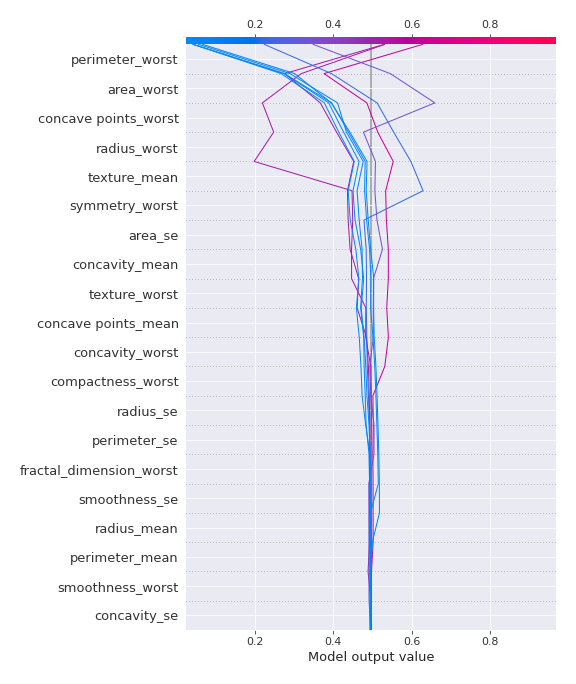 0.2 0.4 0.6 0.8
perimeter_worst
area_worst
concave points_worst
radius_worst
texture_mean
symmetry_worst
area_se
concavity_mean
texture_worst
concave points_mean
concavity_worst
compactness_worst
radius_se
perimeter_se
fractal_dimension_worst
smoothness_se
radius_mean
perimeter_mean
smoothness_worst
concavity_se
0.2 0.4 0.6 0.8
Model output value